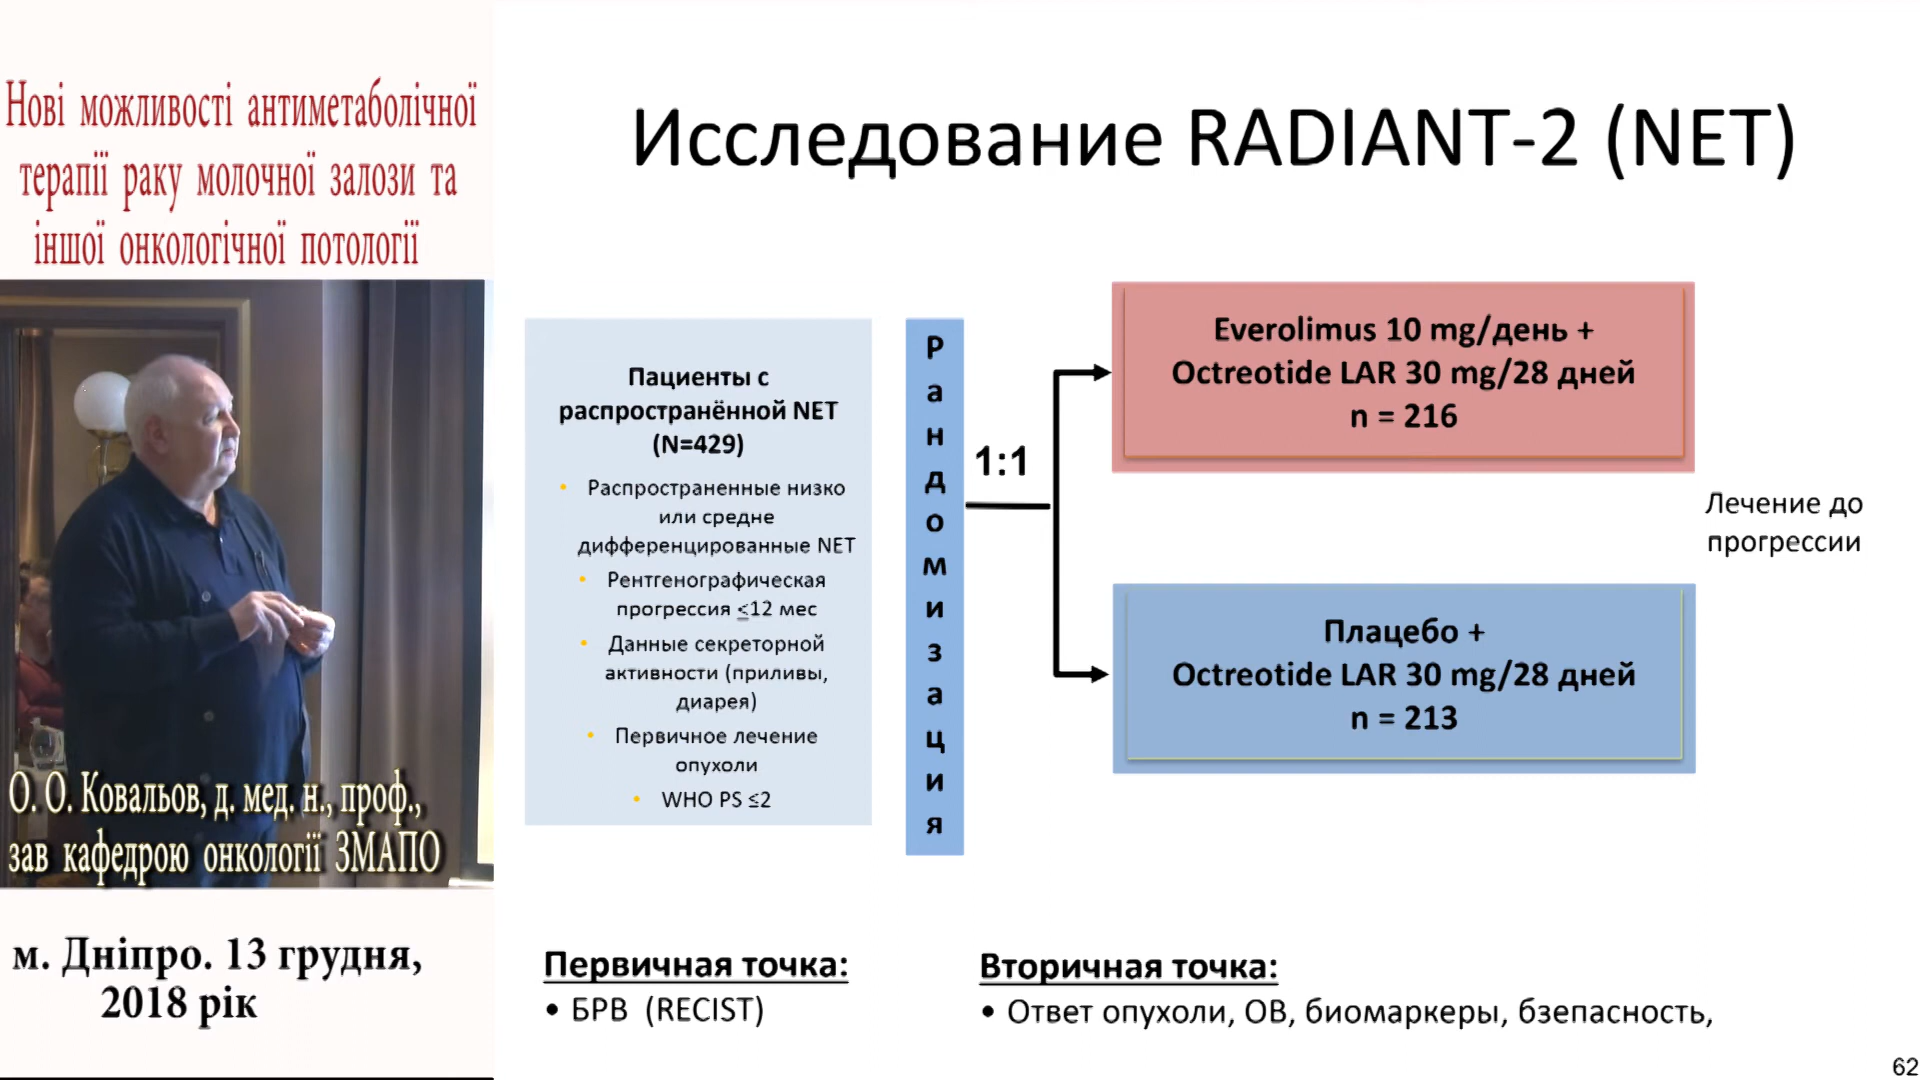 Нові можливості антиметаболічної
терапії раку молочної залози та
іншої онкологічної потології
О. О. Ковальов, д. мед. н., проф.,
зав кафедрою онкології ЗМАПО
м. Дніпро. 13 грудня,
2018 рік
Исследование RADIANT-2 (NET)
Пациенты с
распространённой NET
(N=429)
• Распространенные низко
или средне
дифференцированные NET
• Рентгенографическая
прогрессия ≤12 мес
• Данные секреторной
активности (приливы,
диарея)
• Первичное лечение
опухоли
• WHO PS ≤2
Рандомизация
1:1
Everolimus 10 mg/день +
Octreotide LAR 30 mg/28 дней
n = 216
Плацебо +
Octreotide LAR 30 mg/28 дней
n = 213
Лечение до
прогрессии
Первичная точка:
• БРВ (RECIST)
Вторичная точка:
• Ответ опухоли, ОВ, биомаркеры, бзепасность,
62